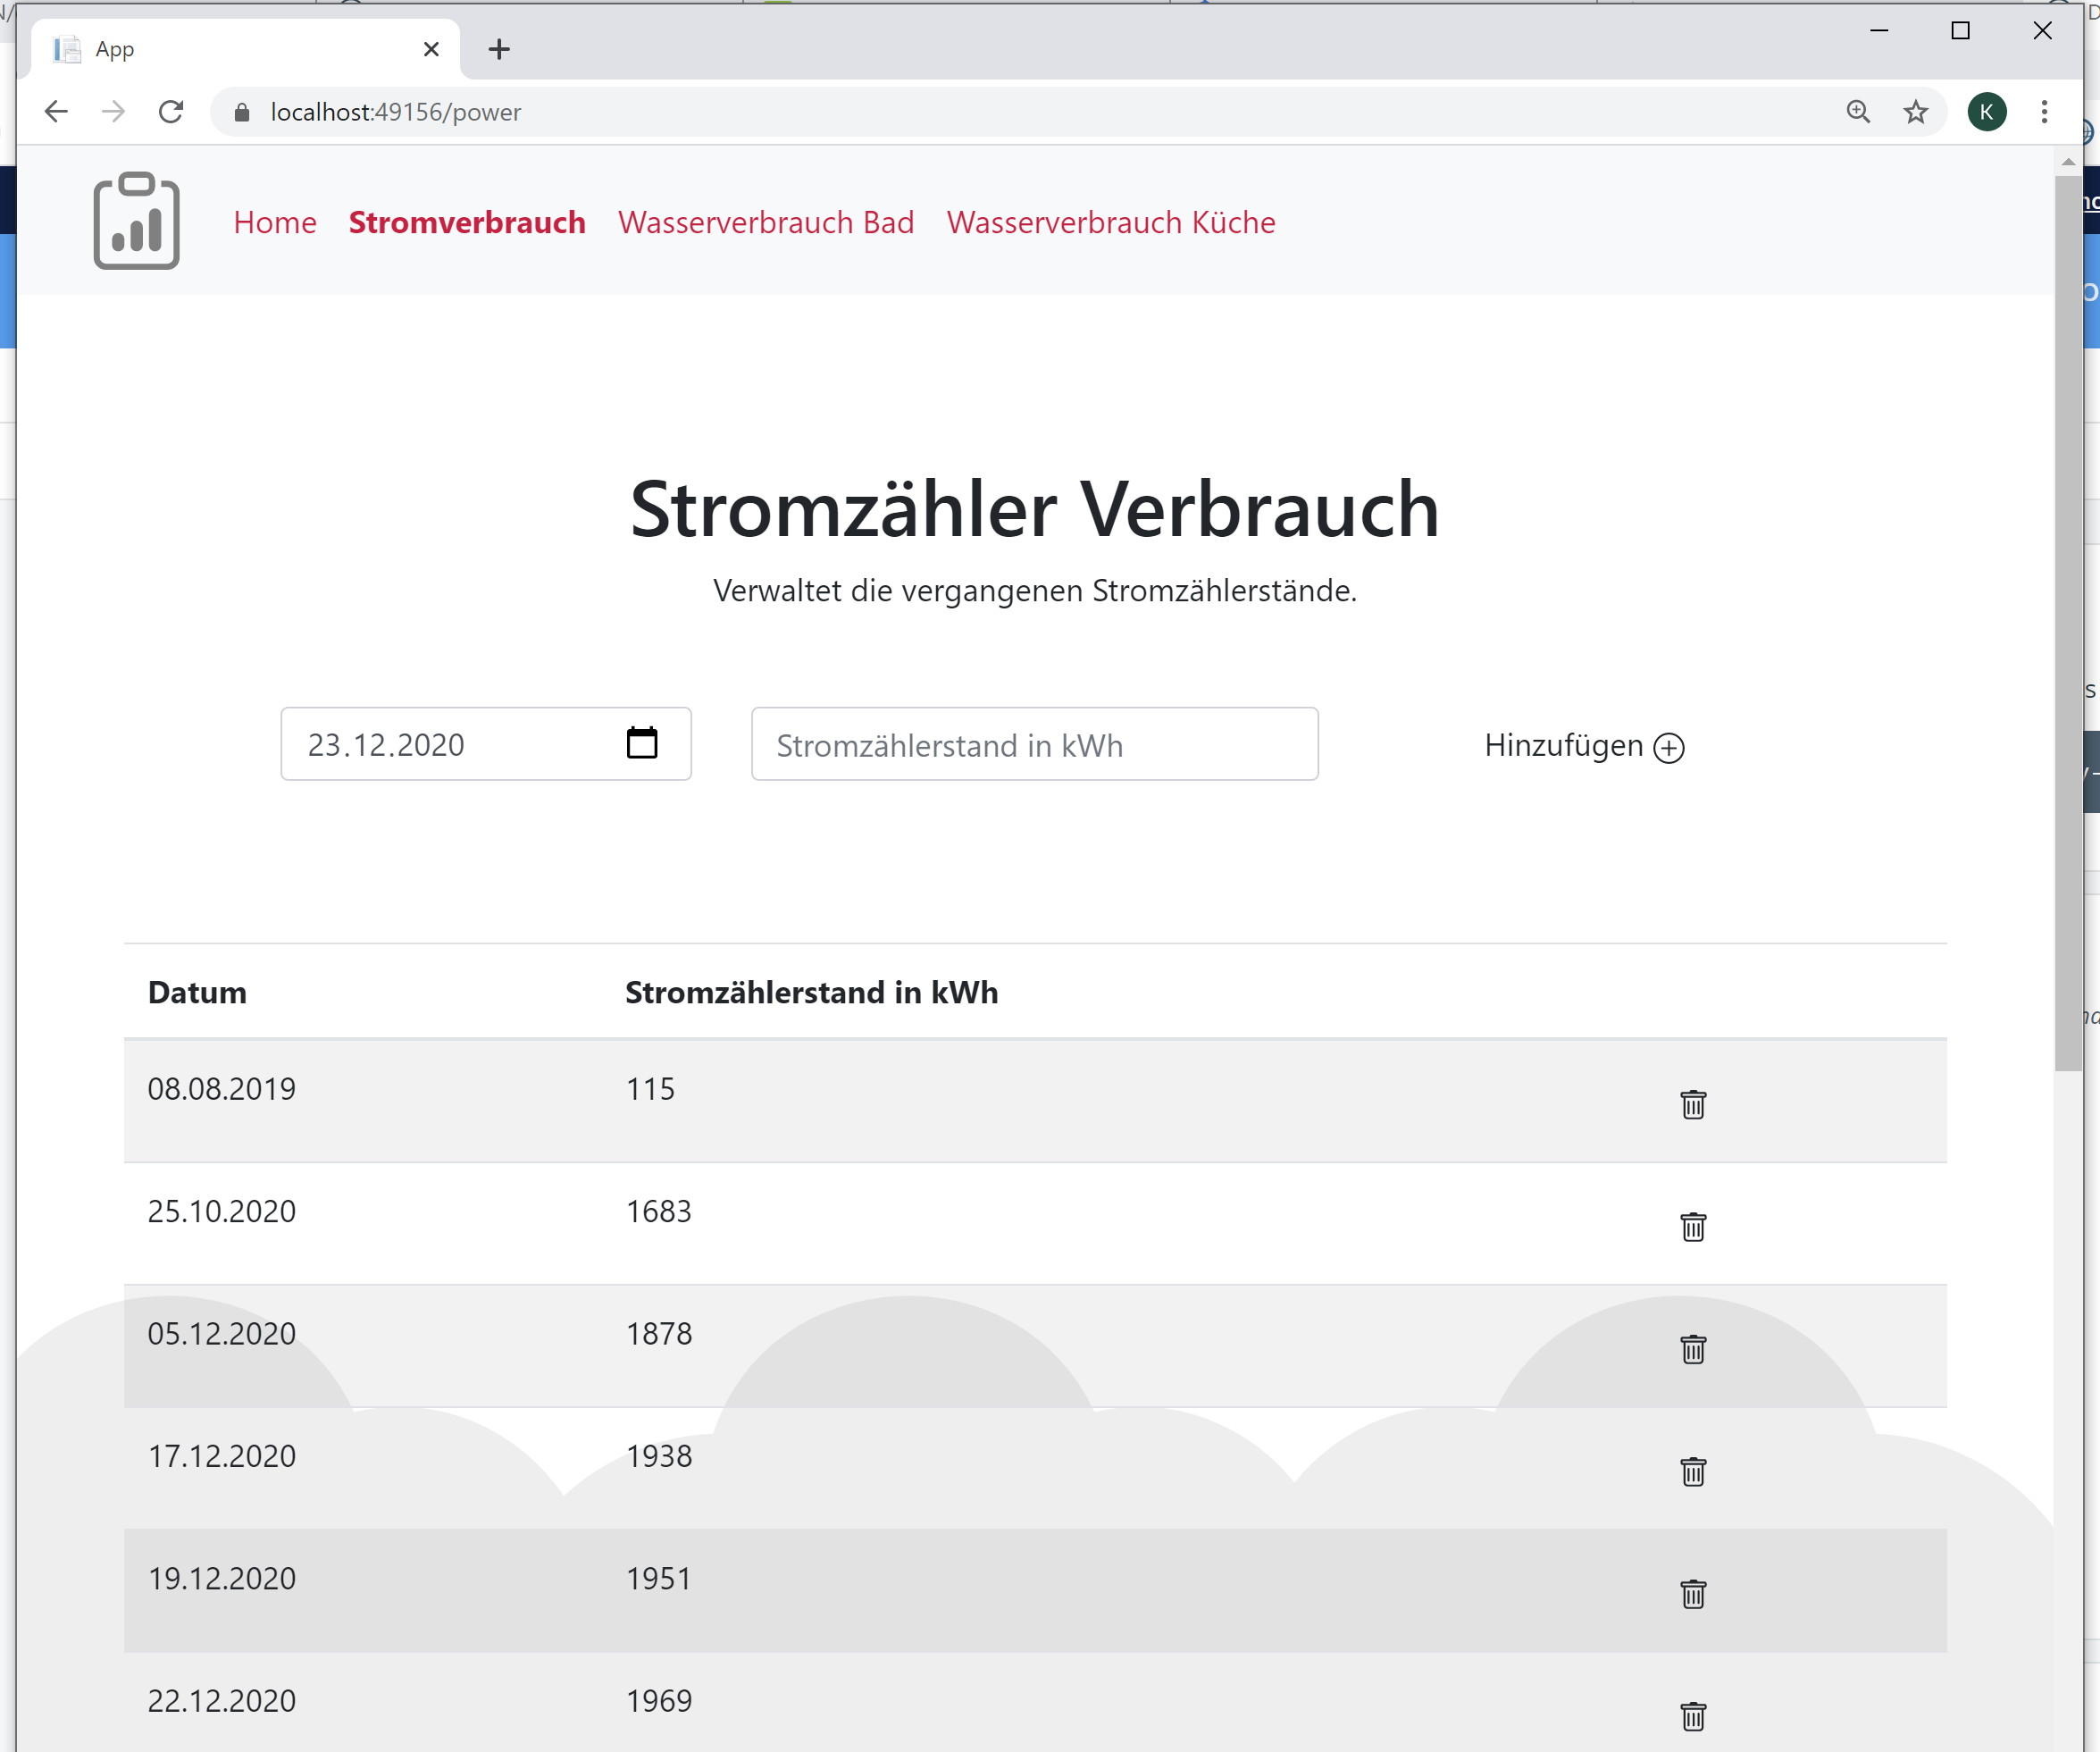 App
localhost:49156/power
K
Home Stromverbrauch Wasserverbrauch Bad Wasserverbrauch Küche
Stromzähler Verbrauch
Verwaltet die vergangenen Stromzählerstände.
23.12.2020 Stromzählerstand in kWh Hinzufügen
Datum Stromzählerstand in kWh
08.08.2019 115
25.10.2020 1683
05.12.2020 1878
17.12.2020 1938
19.12.2020 1951
22.12.2020 1969